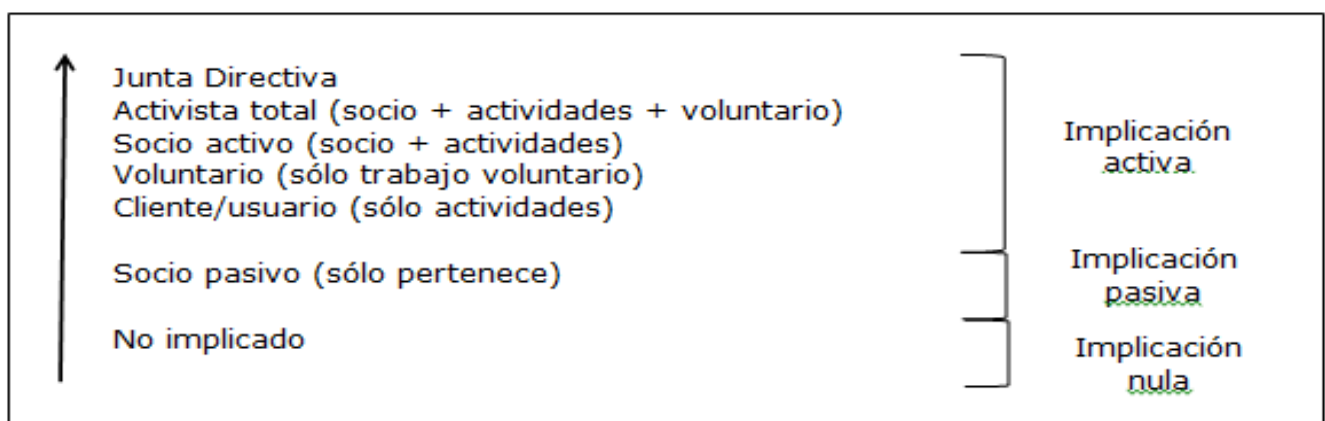 Junta Directiva
Activista total (socio + actividades + voluntario)
Socio activo (socio + actividades)
Voluntario (sólo trabajo voluntario)
Cliente/usuario (sólo actividades)
Implicación
activa
Socio pasivo (sólo pertenece)
Implicación
pasiva
No implicado
Implicación
nula